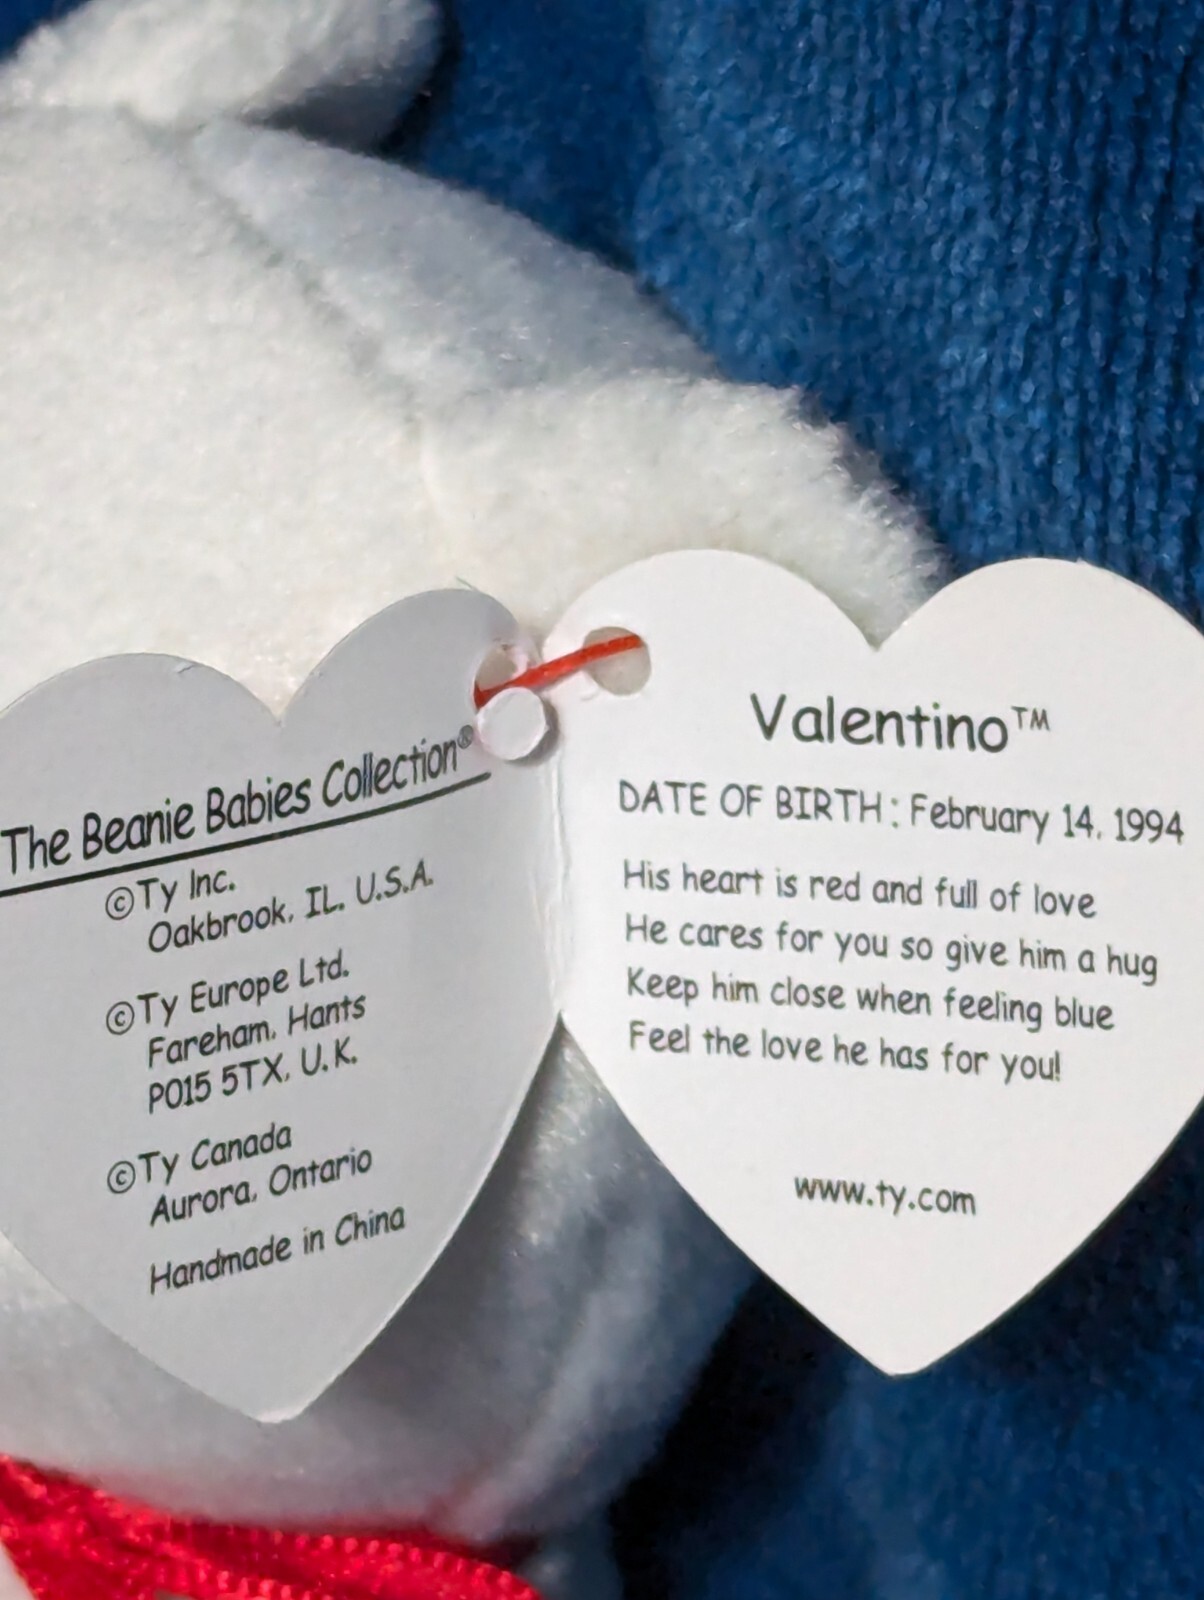 The Beanie Babies Collection®
©Ty Inc.
Oakbrook, IL, U.S.A.
©Ty Europe Ltd.
Fareham, Hants
PO15 5TX, U.K.
©Ty Canada
Aurora, Ontario
Handmade in China
Valentino™
DATE OF BIRTH : February 14, 1994
His heart is red and full of love
He cares for you so give him a hug
Keep him close when feeling blue
Feel the love he has for you!
www.ty.com